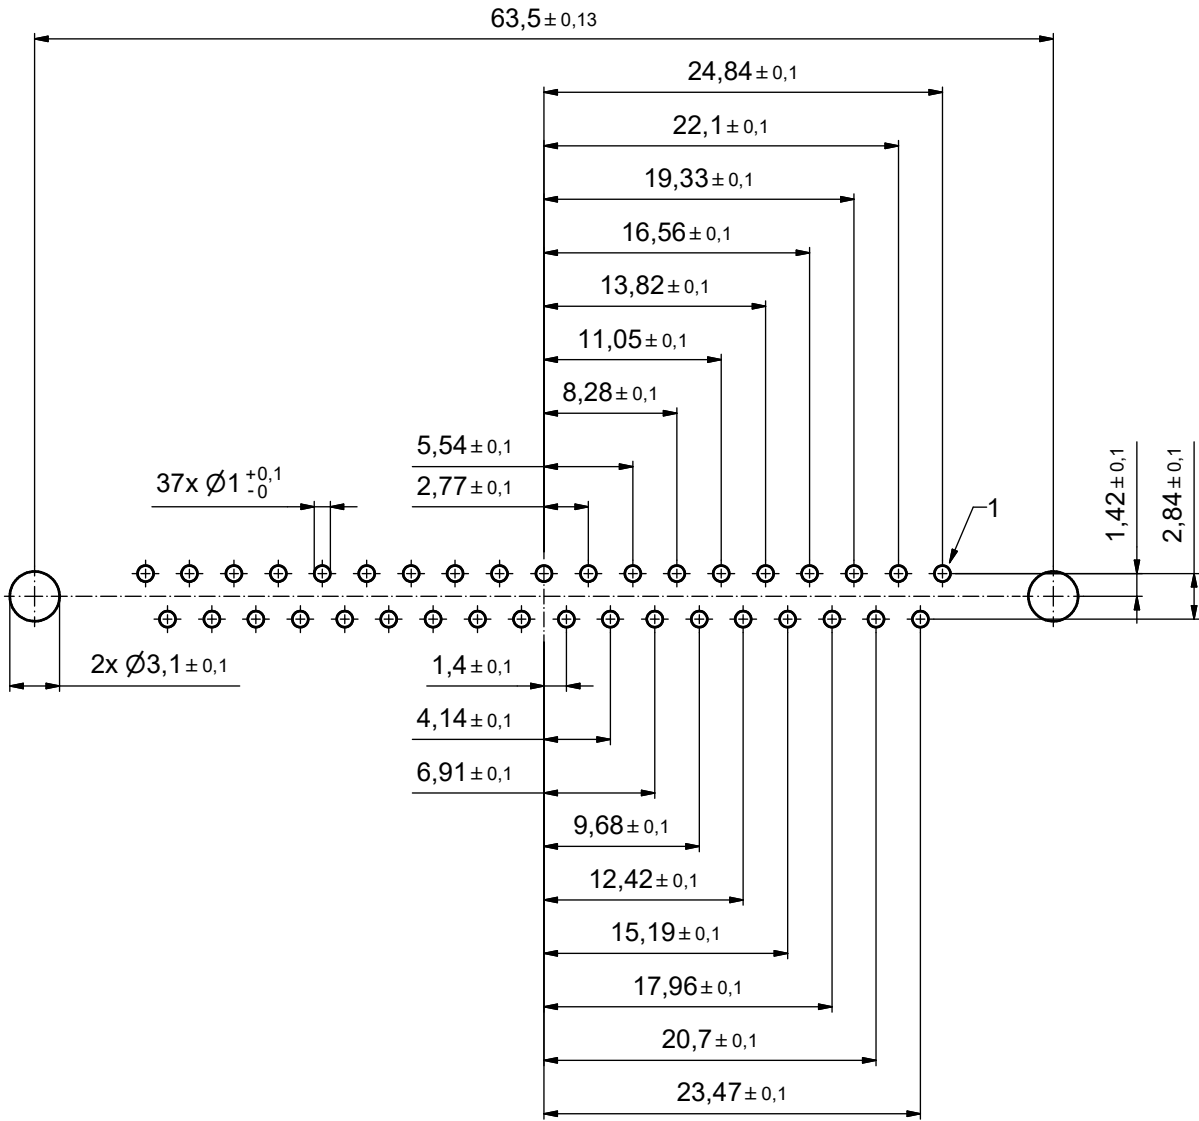 63,5 ± 0,13
24,84 ± 0,1
22,1 ± 0,1
19,33 ± 0,1
16,56 ± 0,1
13,82 ± 0,1
11,05 ± 0,1
8,28 ± 0,1
5,54 ± 0,1
37x Ø1 +0,1 -0
2,77 ± 0,1
1
1,42 ± 0,1
2,84 ± 0,1
2x Ø3,1 ± 0,1
1,4 ± 0,1
4,14 ± 0,1
6,91 ± 0,1
9,68 ± 0,1
12,42 ± 0,1
15,19 ± 0,1
17,96 ± 0,1
20,7 ± 0,1
23,47 ± 0,1